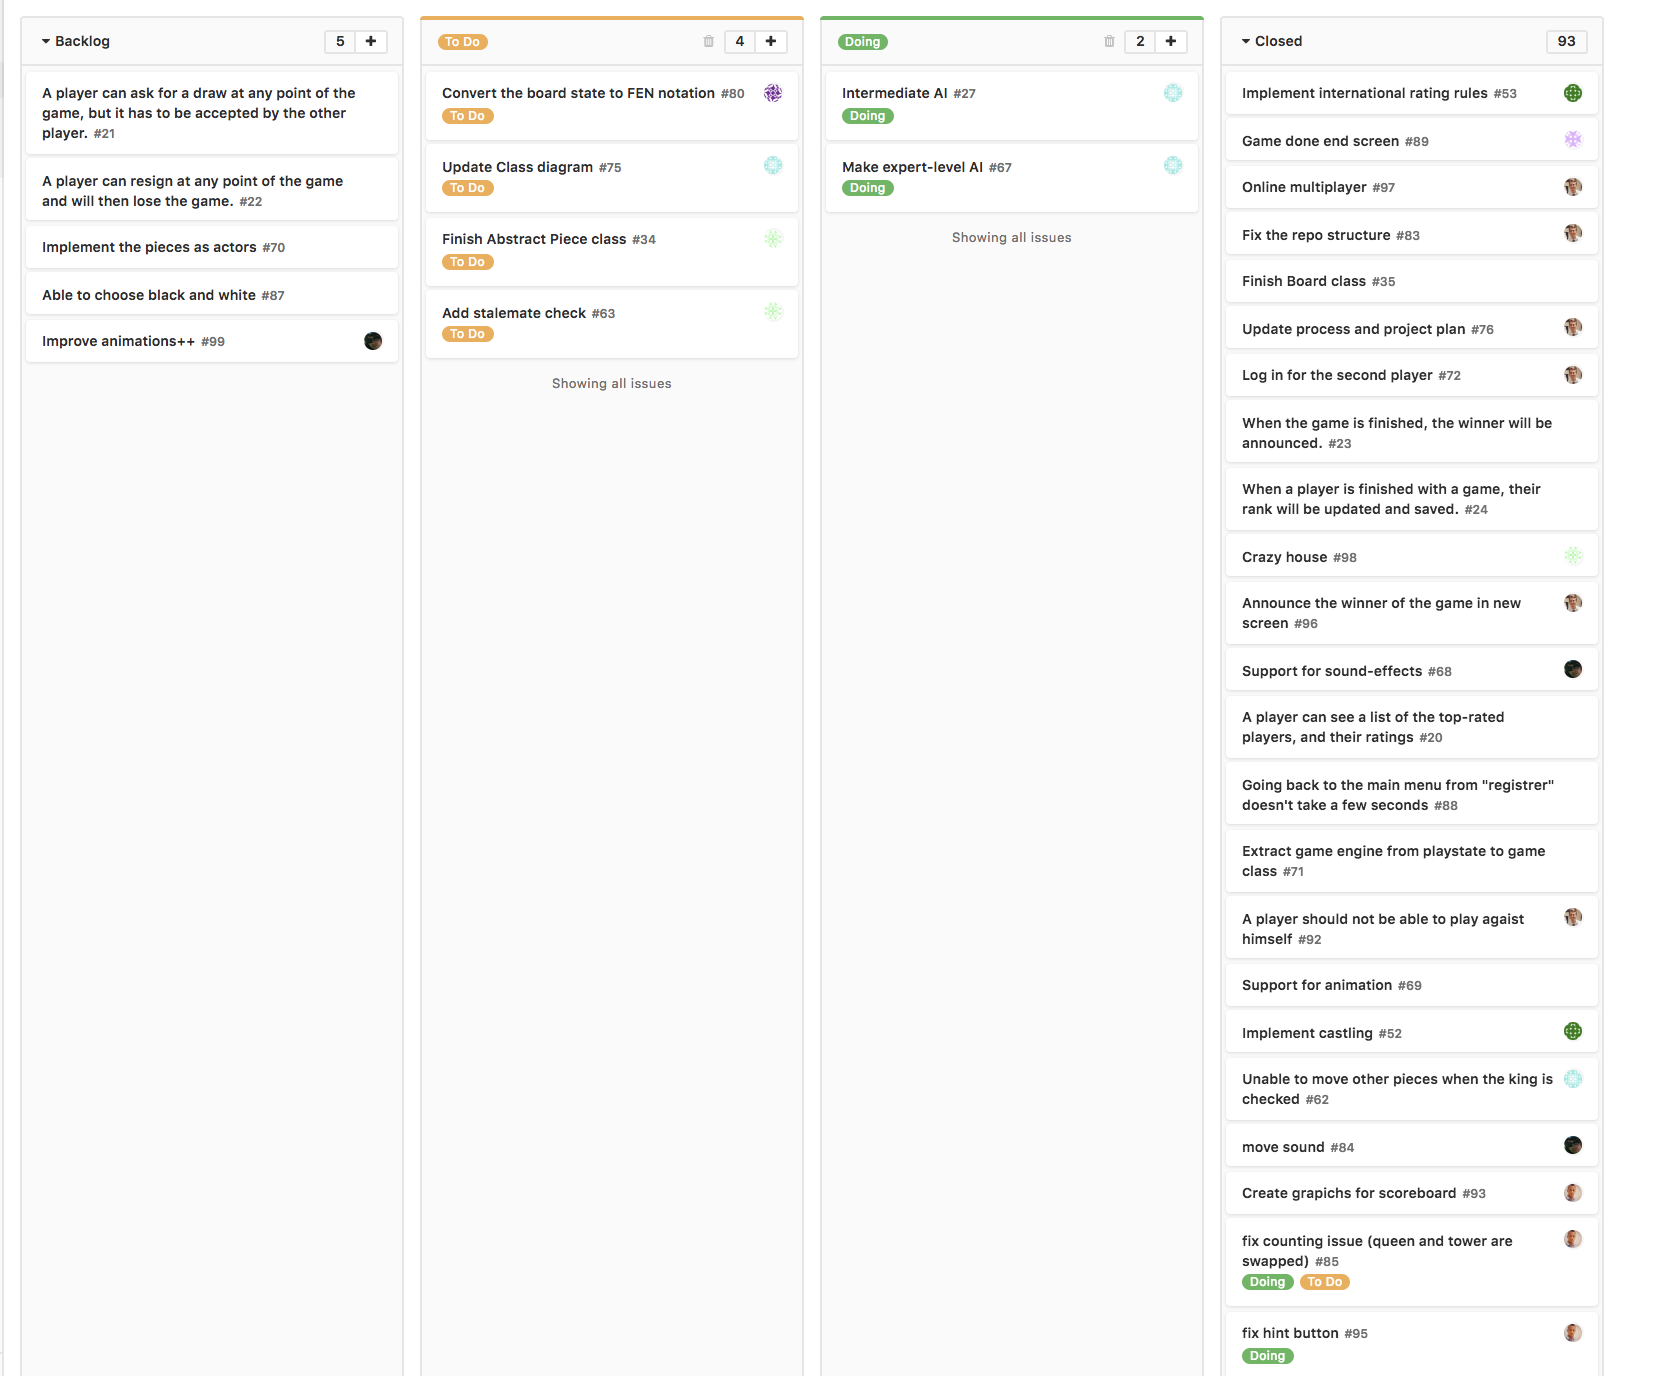 Backlog 5 +
A player can ask for a draw at any point of the
game, but it has to be accepted by the other
player. #21
A player can resign at any point of the game
and will then lose the game. #22
Implement the pieces as actors #70
Able to choose black and white #87
Improve animations++ #99
To Do 4 +
Convert the board state to FEN notation #80
To Do
Update Class diagram #75
To Do
Finish Abstract Piece class #34
To Do
Add stalemate check #63
To Do
Showing all issues
Doing 2 +
Intermediate AI #27
Doing
Make expert-level AI #67
Doing
Showing all issues
Closed 93
Implement international rating rules #53
Game done end screen #89
Online multiplayer #97
Fix the repo structure #83
Finish Board class #35
Update process and project plan #76
Log in for the second player #72
When the game is finished, the winner will be
announced. #23
When a player is finished with a game, their
rank will be updated and saved. #24
Crazy house #98
Announce the winner of the game in new
screen #96
Support for sound-effects #68
A player can see a list of the top-rated
players, and their ratings #20
Going back to the main menu from "registrer"
doesn't take a few seconds #88
Extract game engine from playstate to game
class #71
A player should not be able to play agaist
himself #92
Support for animation #69
Implement castling #52
Unable to move other pieces when the king is
checked #62
move sound #84
Create grapichs for scoreboard #93
fix counting issue (queen and tower are
swapped) #85
Doing To Do
fix hint button #95
Doing